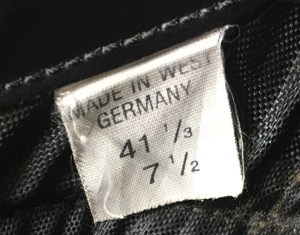 MADE IN WEST
GERMANY
41 1/3
7 1/2